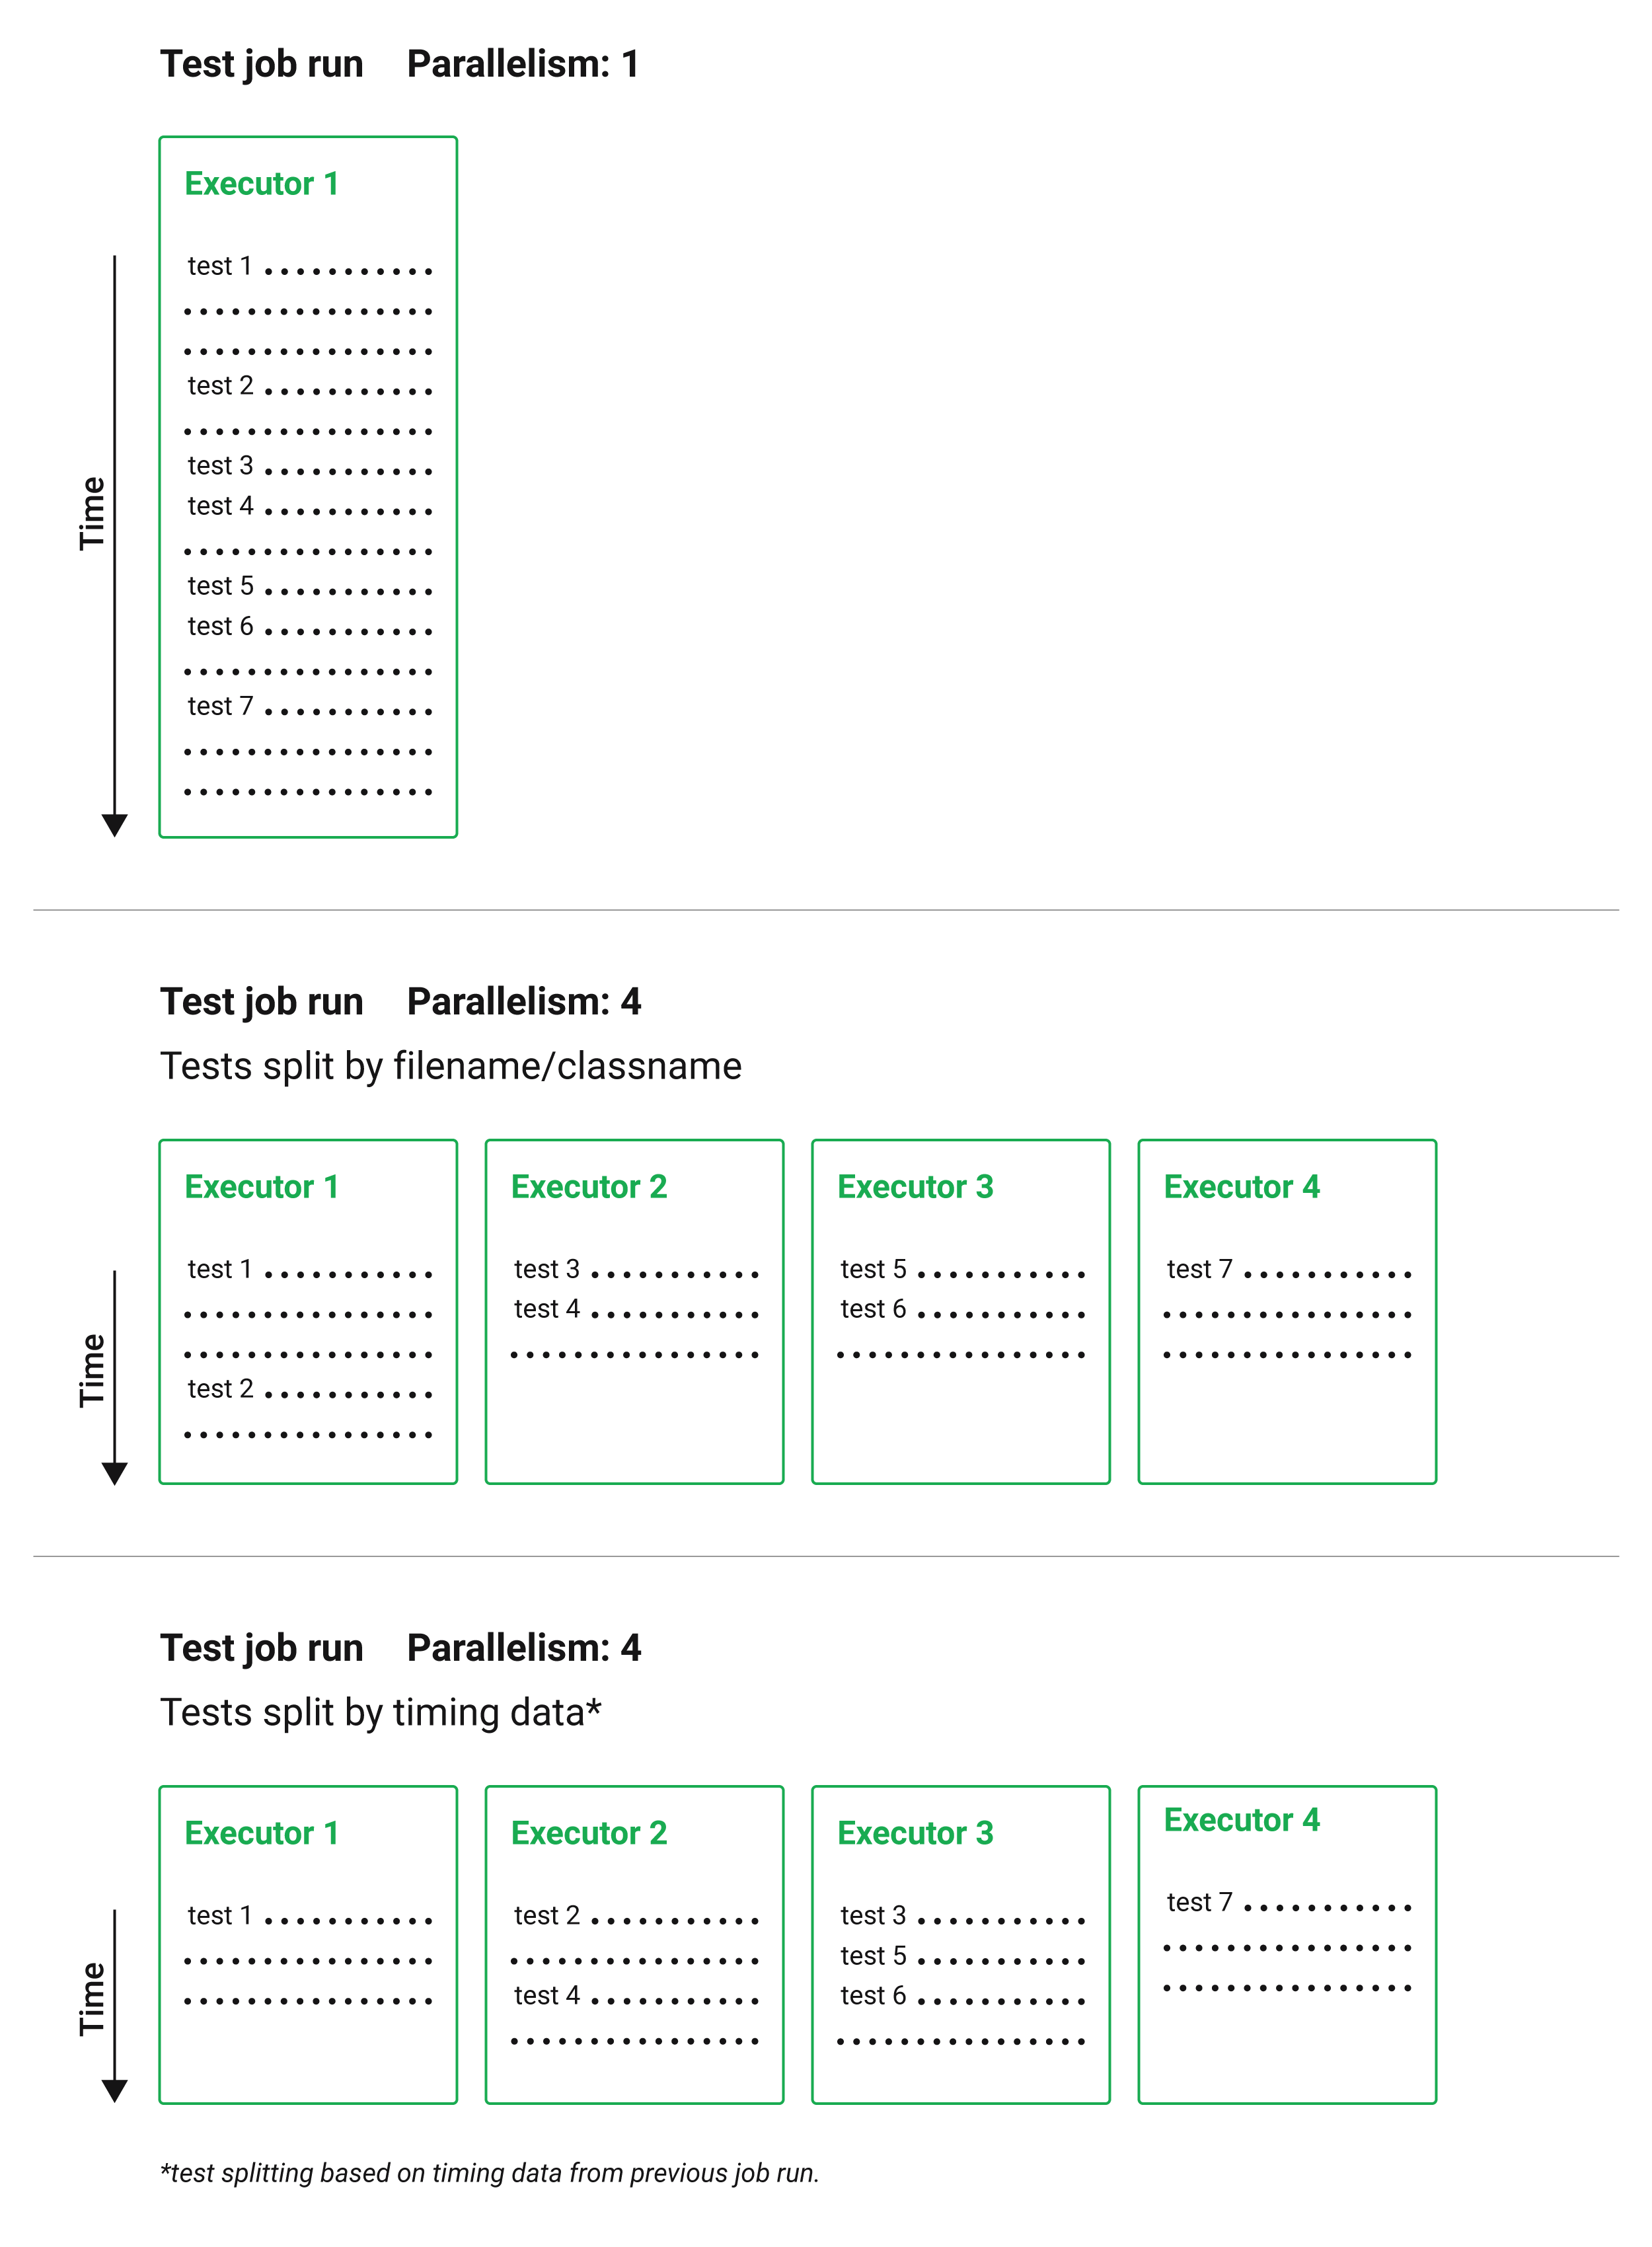 Test job run Parallelism: 1
Executor 1
Time
test 1
test 2
test 3
test 4
test 5
test 6
test 7
Test job run Parallelism: 4
Tests split by filename/classname
Time
Executor 1
test 1
test 2
Executor 2
test 3
test 4
Executor 3
test 5
test 6
Executor 4
test 7
Test job run Parallelism: 4
Tests split by timing data*
Time
Executor 1
test 1
Executor 2
test 2
test 4
Executor 3
test 3
test 5
test 6
Executor 4
test 7
*test splitting based on timing data from previous job run.